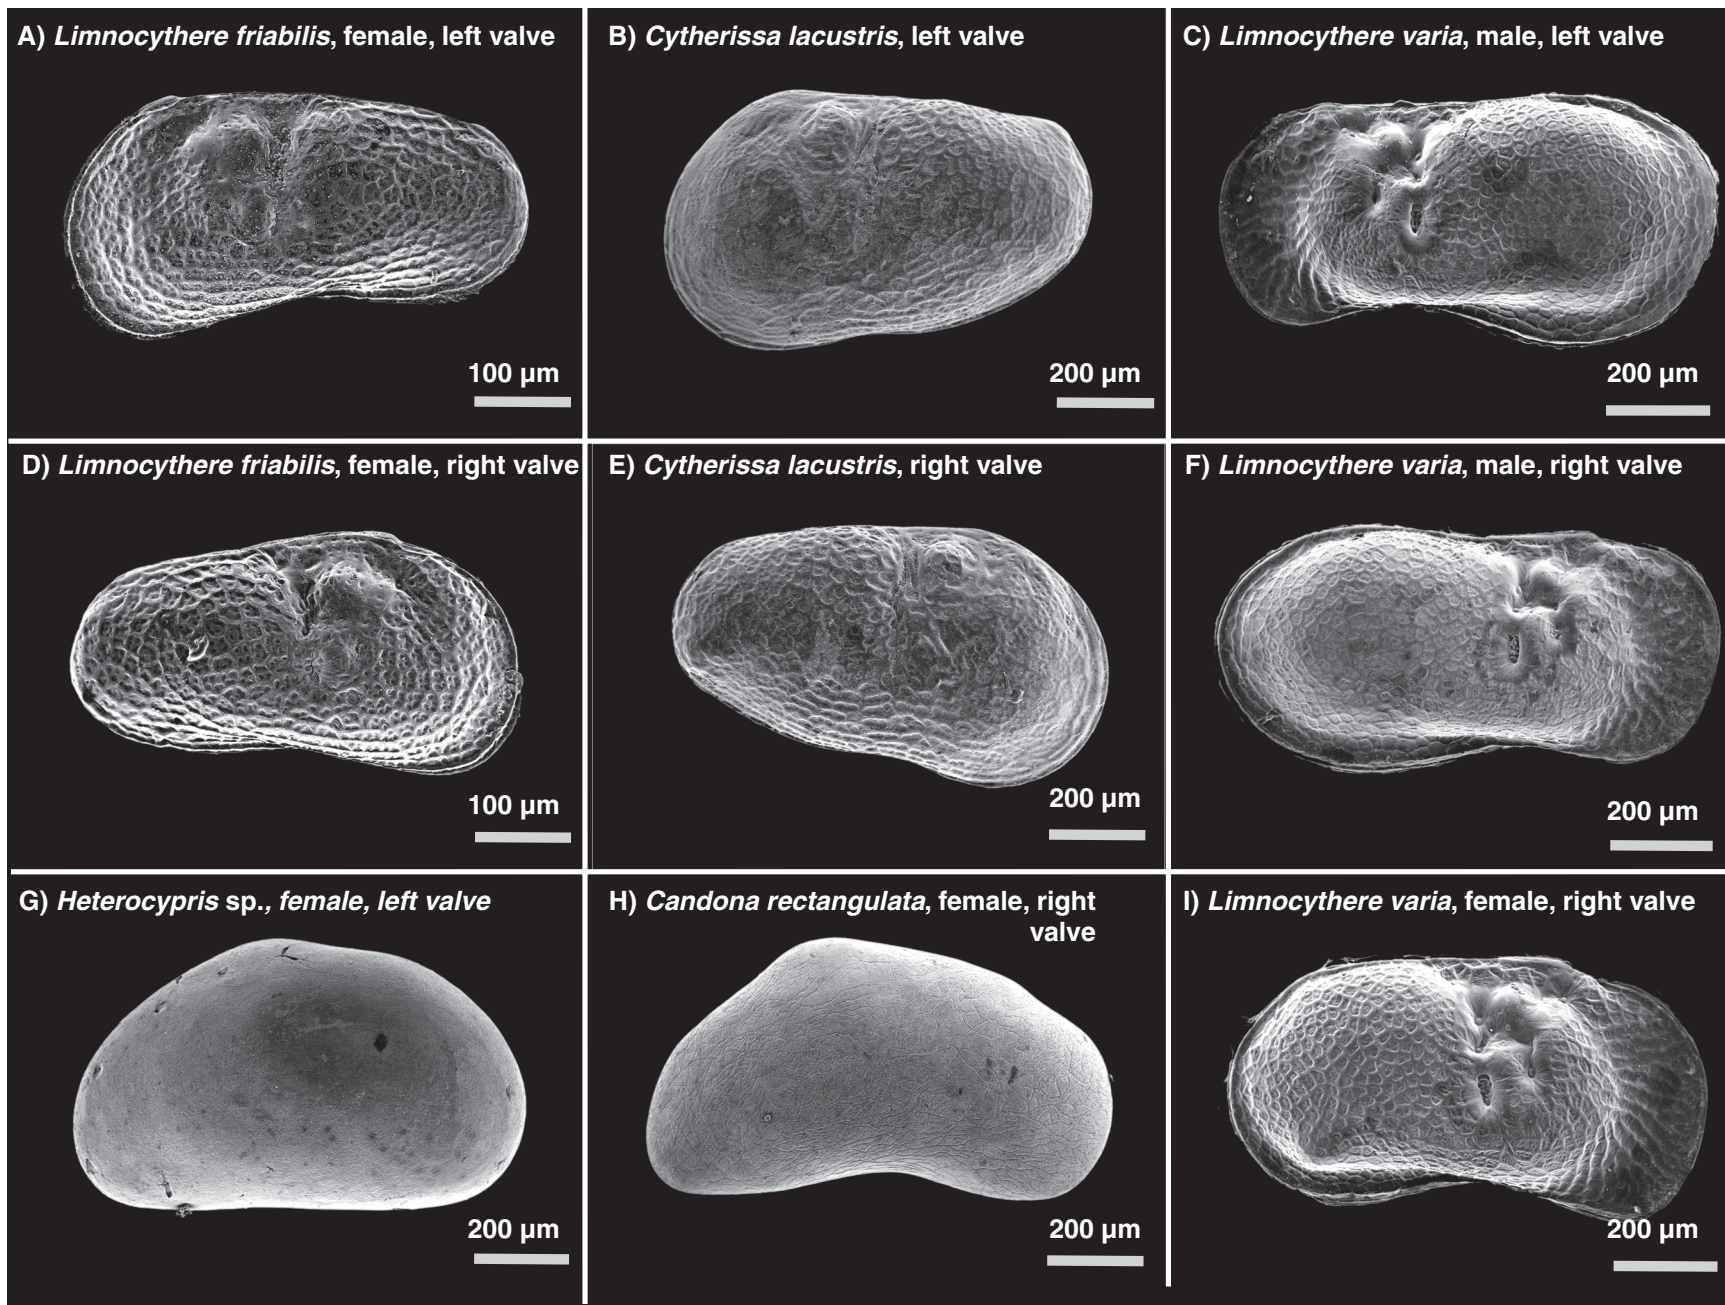 A) Limnocythere friabilis, female, left valve
B) Cytherissa lacustris, left valve
C) Limnocythere varia, male, left valve
100 µm
200 µm
200 µm
D) Limnocythere friabilis, female, right valve
E) Cytherissa lacustris, right valve
F) Limnocythere varia, male, right valve
100 µm
200 µm
200 µm
G) Heterocypris sp., female, left valve
H) Candona rectangulata, female, right
valve
I) Limnocythere varia, female, right valve
200 µm
200 µm
200 µm